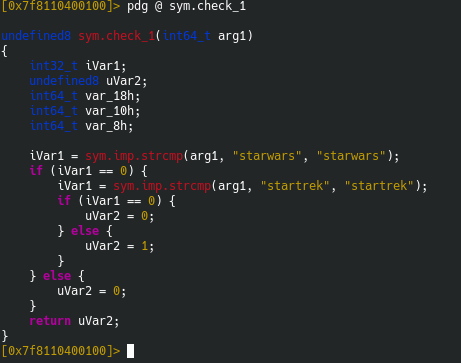 [0x7f8110400100]> pdg @ sym.check_1
undefined8 sym.check_1(int64_t arg1)
{
    int32_t iVar1;
    undefined8 uVar2;
    int64_t var_18h;
    int64_t var_10h;
    int64_t var_8h;
    iVar1 = sym.imp.strcmp(arg1, "starwars", "starwars");
    if (iVar1 == 0) {
        iVar1 = sym.imp.strcmp(arg1, "startrek", "startrek");
        if (iVar1 == 0) {
            uVar2 = 0;
        } else {
            uVar2 = 1;
        }
    } else {
        uVar2 = 0;
    }
    return uVar2;
}
[0x7f8110400100]>